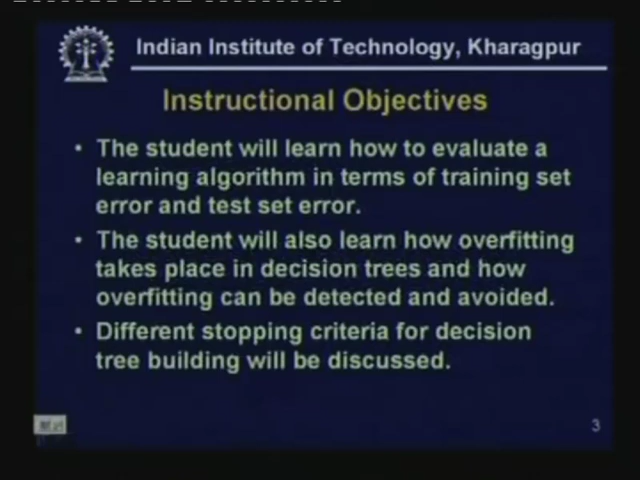 Indian Institute of Technology, Kharagpur
Instructional Objectives
• The student will learn how to evaluate a
learning algorithm in terms of training set
error and test set error.
• The student will also learn how overfitting
takes place in decision trees and how
overfitting can be detected and avoided.
• Different stopping criteria for decision
tree building will be discussed.
3